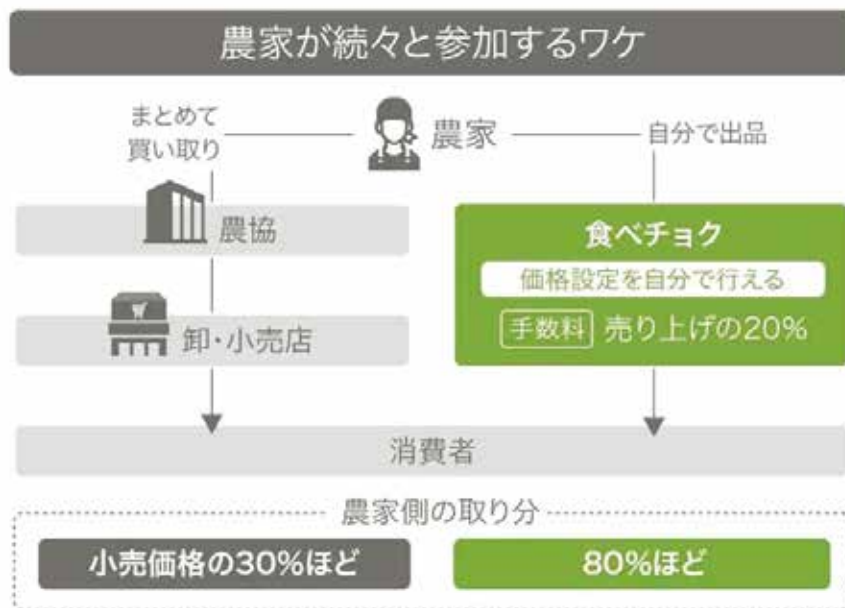 農家が続々と参加するワケ
まとめて
買い取り
農家
自分で出品
農協
卸・小売店
食べチョク
価格設定を自分で行える
手数料 売り上げの20%
消費者
農家側の取り分
小売価格の30%ほど
80%ほど